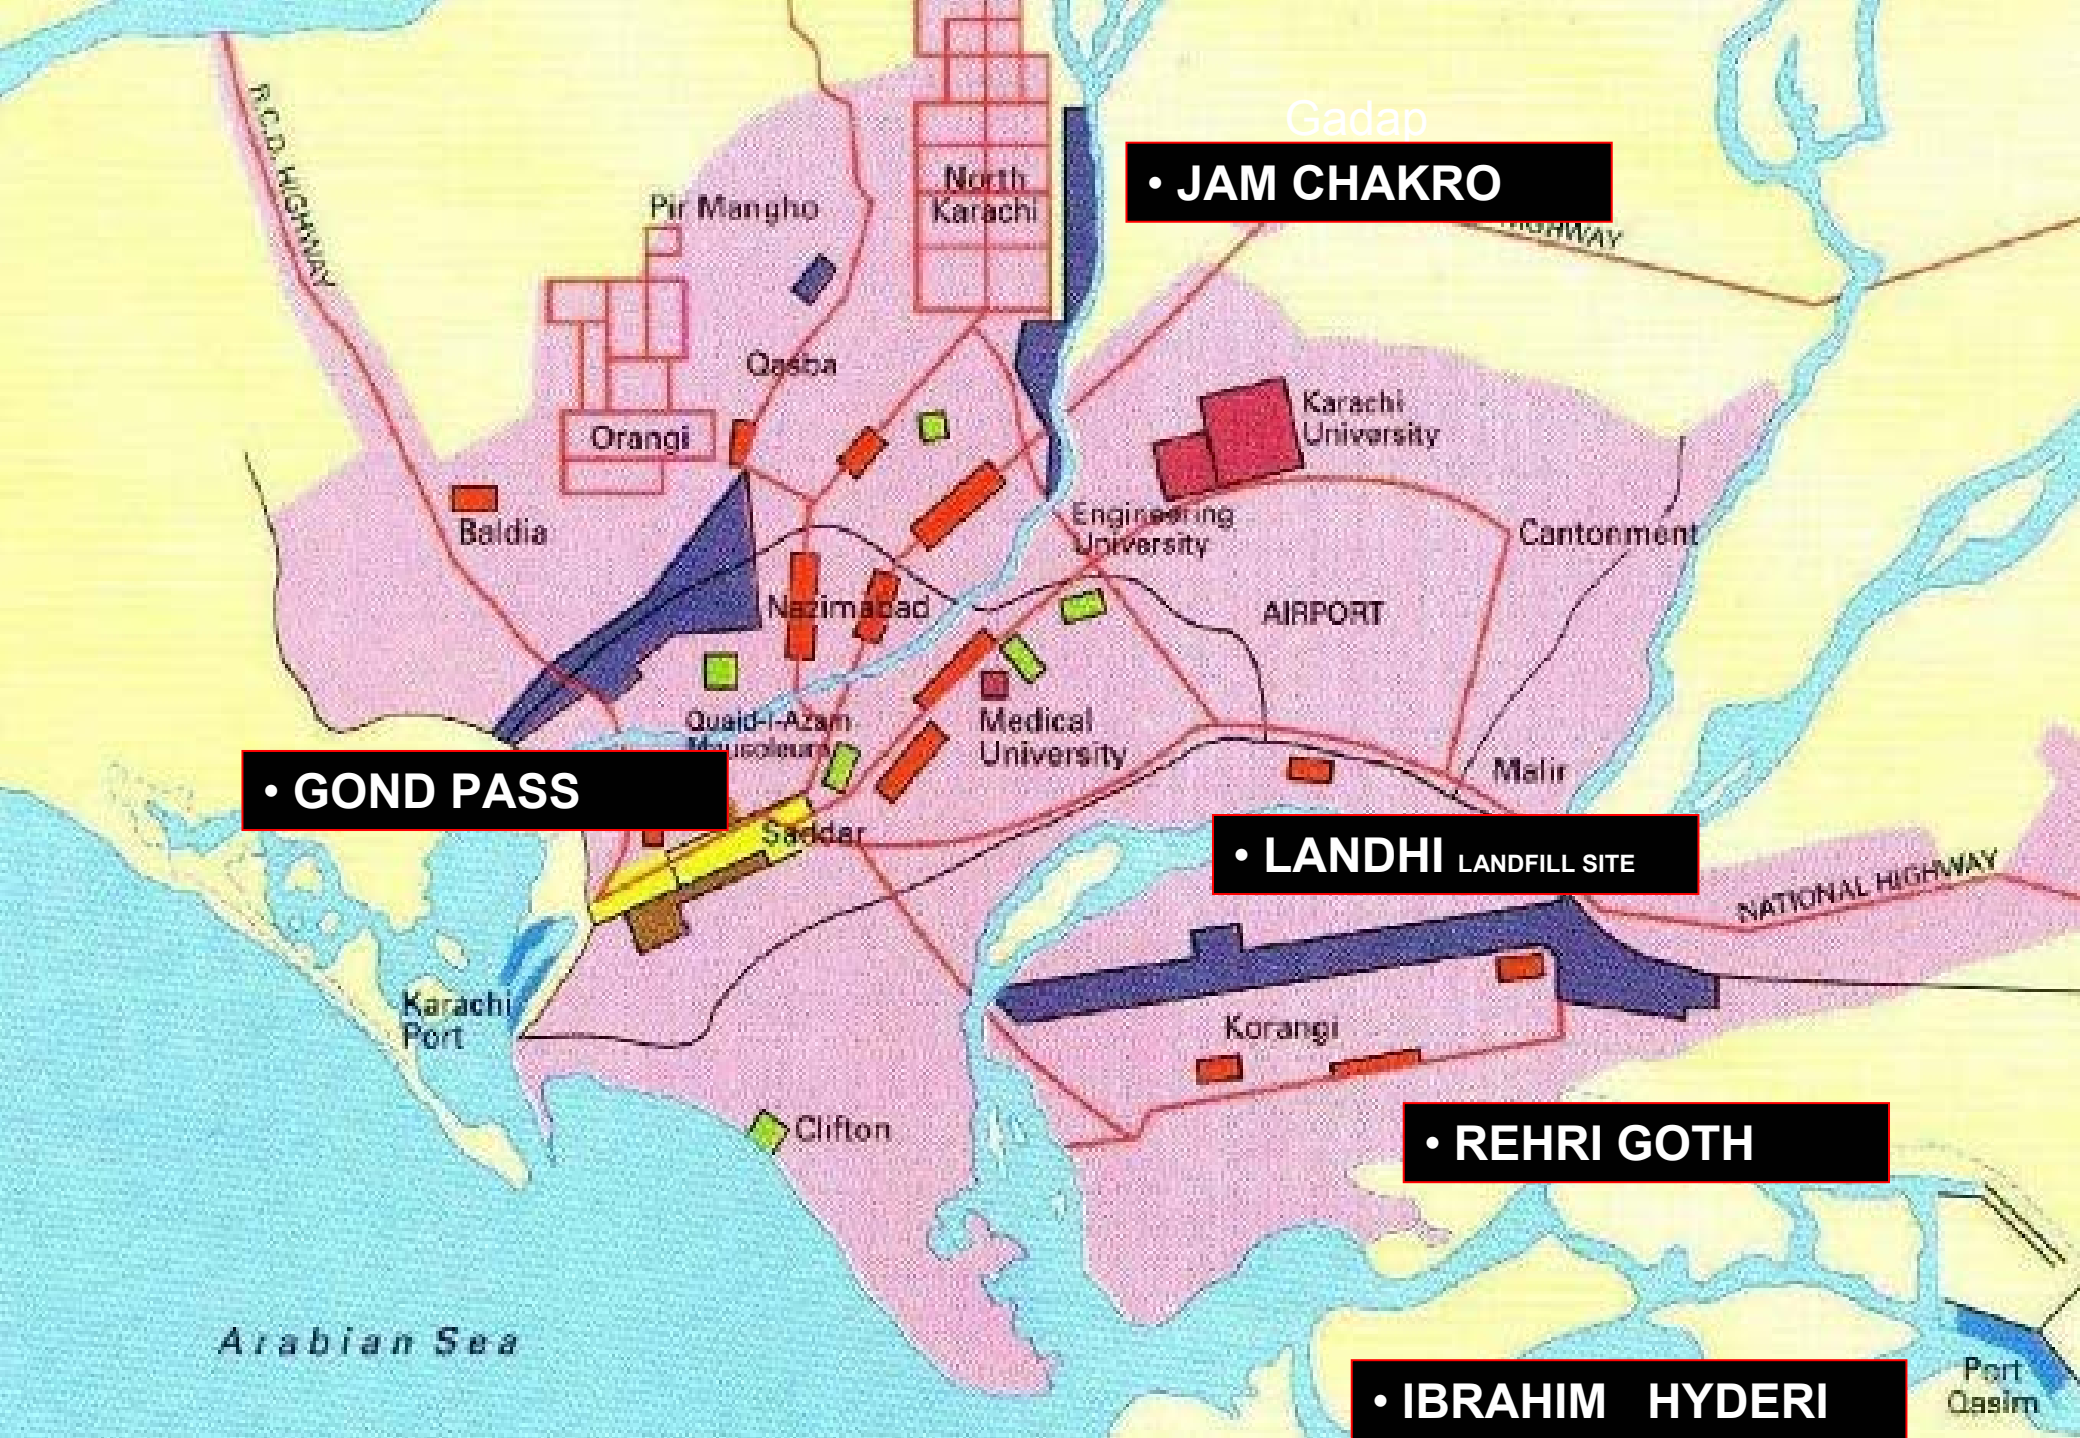 R.C.D. HIGHWAY
Gadap
• JAM CHAKRO
HIGHWAY
North
Karachi
Pir Mangho
Qasba
Karachi
University
Orangi
Baldia
Engineering
University
Cantonment
Nazimabad
AIRPORT
Quaid-i-Azam
Mausoleum
Medical
University
Malir
• GOND PASS
Saddar
• LANDHI LANDFILL SITE
NATIONAL HIGHWAY
Karachi
Port
Korangi
Clifton
• REHRI GOTH
Arabian Sea
Port
Qasim
• IBRAHIM HYDERI